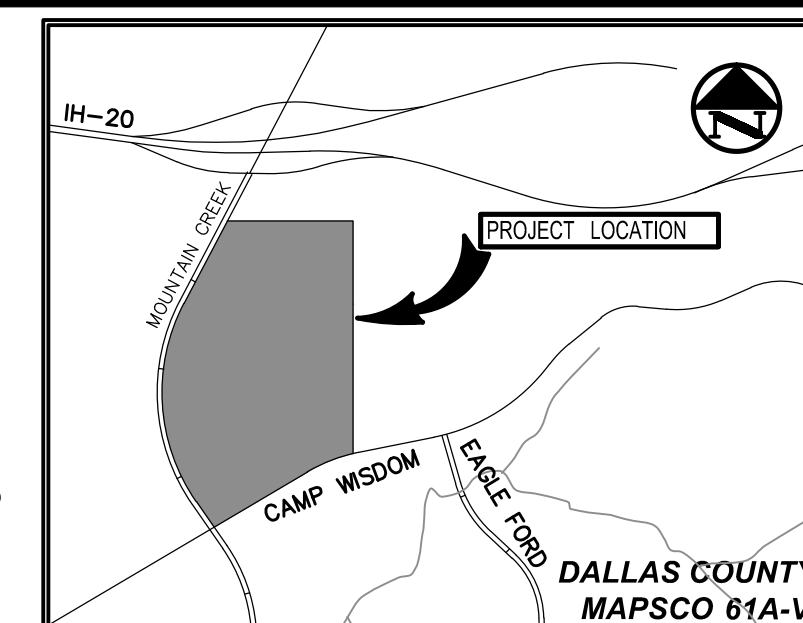 IH-20
N
MOUNTAIN CREEK
PROJECT LOCATION
CAMP WISDOM
EAGLE FORD
DALLAS COUNTY
MAPSCO 61A-V